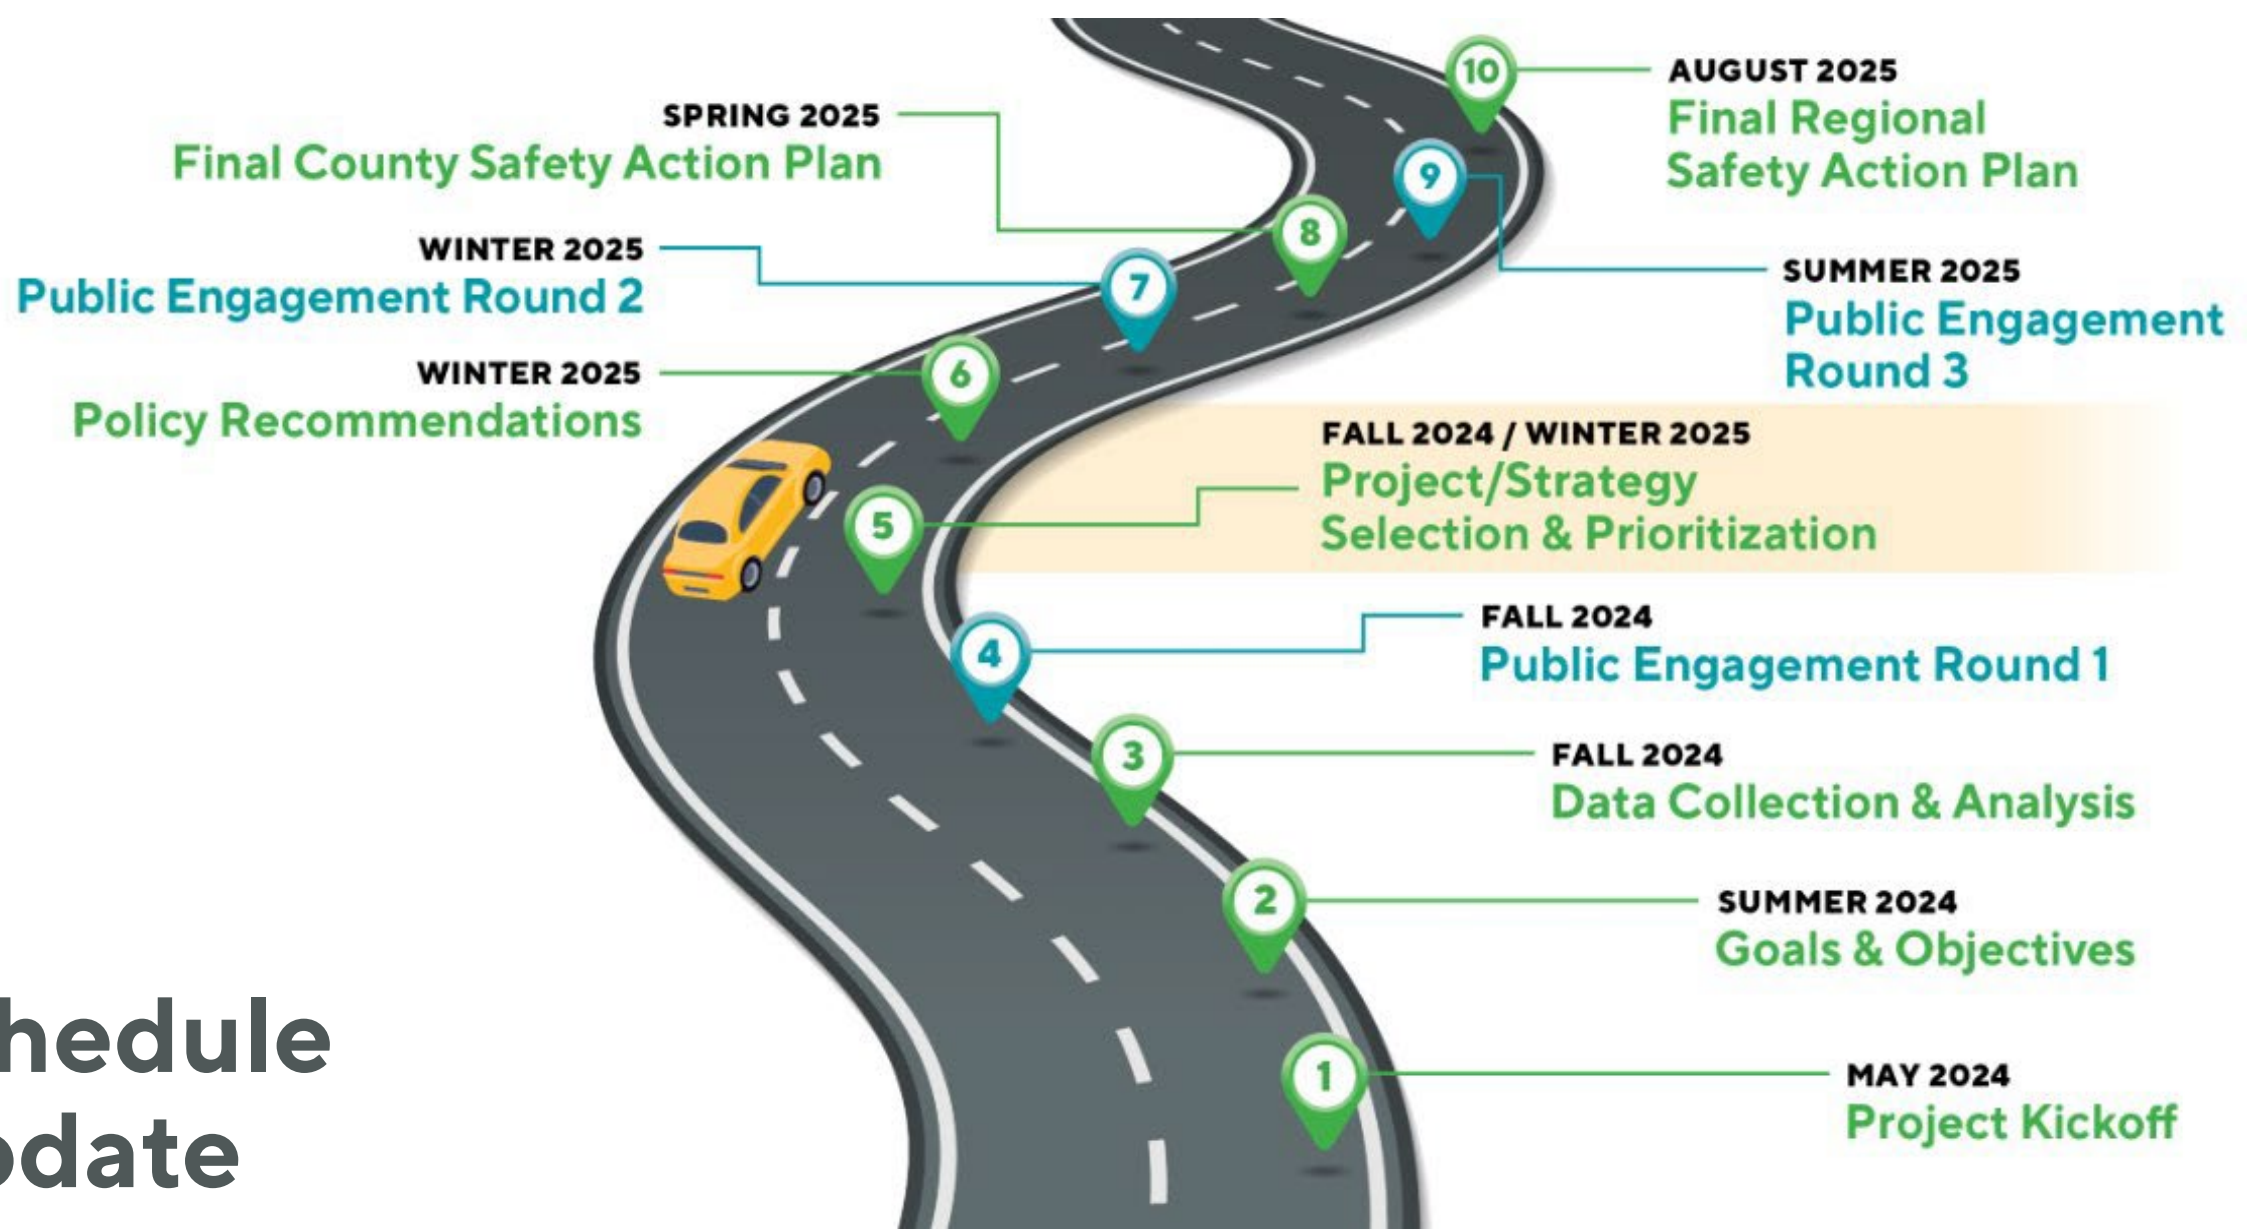 10
AUGUST 2025
Final Regional
Safety Action Plan
SPRING 2025
Final County Safety Action Plan
9
8
WINTER 2025
Public Engagement Round 2
7
SUMMER 2025
Public Engagement
Round 3
WINTER 2025
Policy Recommendations
6
FALL 2024 / WINTER 2025
Project/Strategy
Selection & Prioritization
5
FALL 2024
Public Engagement Round 1
4
FALL 2024
Data Collection & Analysis
3
SUMMER 2024
Goals & Objectives
2
MAY 2024
Project Kickoff
1
hedule
date